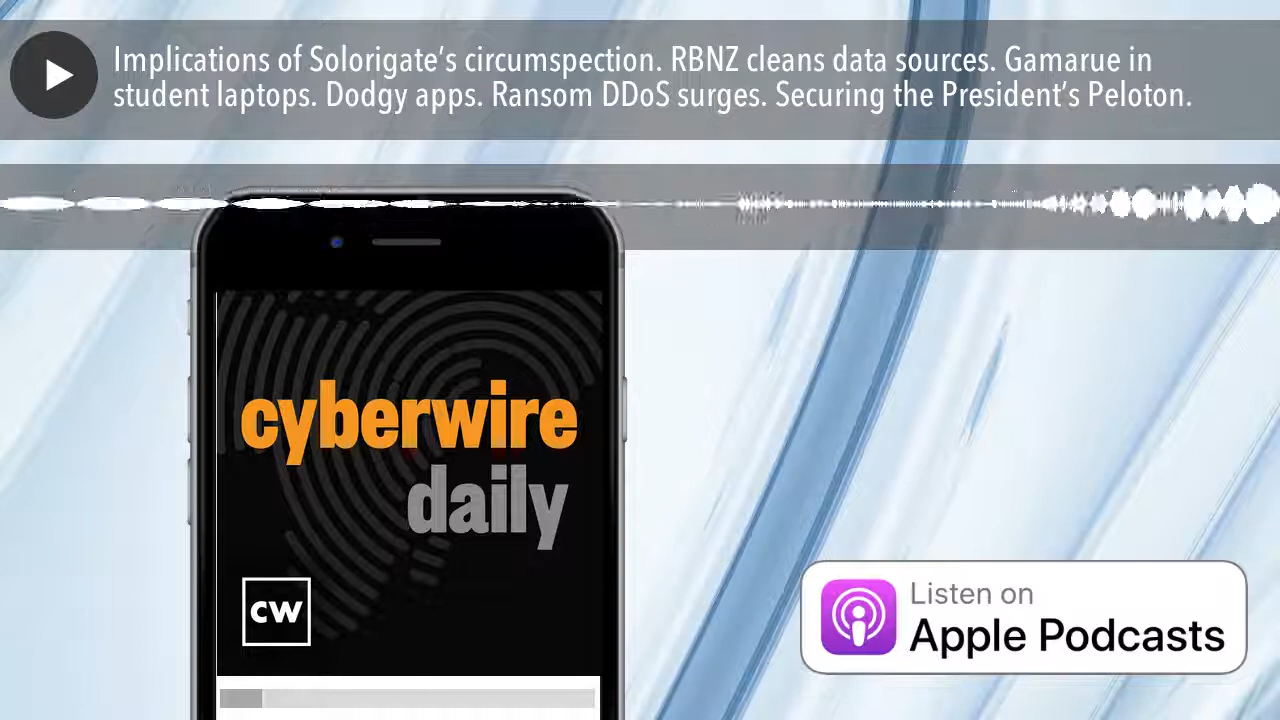 Implications of Solorigate’s circumspection. RBNZ cleans data sources. Gamarue in
student laptops. Dodgy apps. Ransom DDoS surges. Securing the President’s Peloton.
cyberwire
daily
CW
Listen on
Apple Podcasts